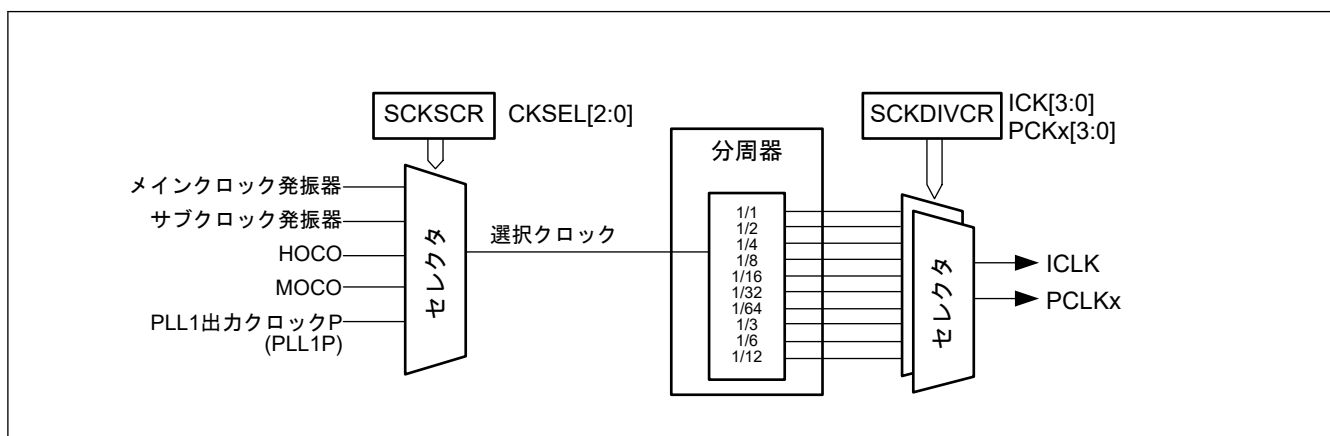 SCKSCR
CKSEL[2:0]
SCKDIVCR
ICK[3:0]
PCKx[3:0]
分周器
メインクロック発振器
サブクロック発振器
HOCO
MOCO
PLL1出力クロックP
(PLL1P)
セレクタ
選択クロック
1/1
1/2
1/4
1/8
1/16
1/32
1/64
1/3
1/6
1/12
セレクタ
ICLK
PCLKx